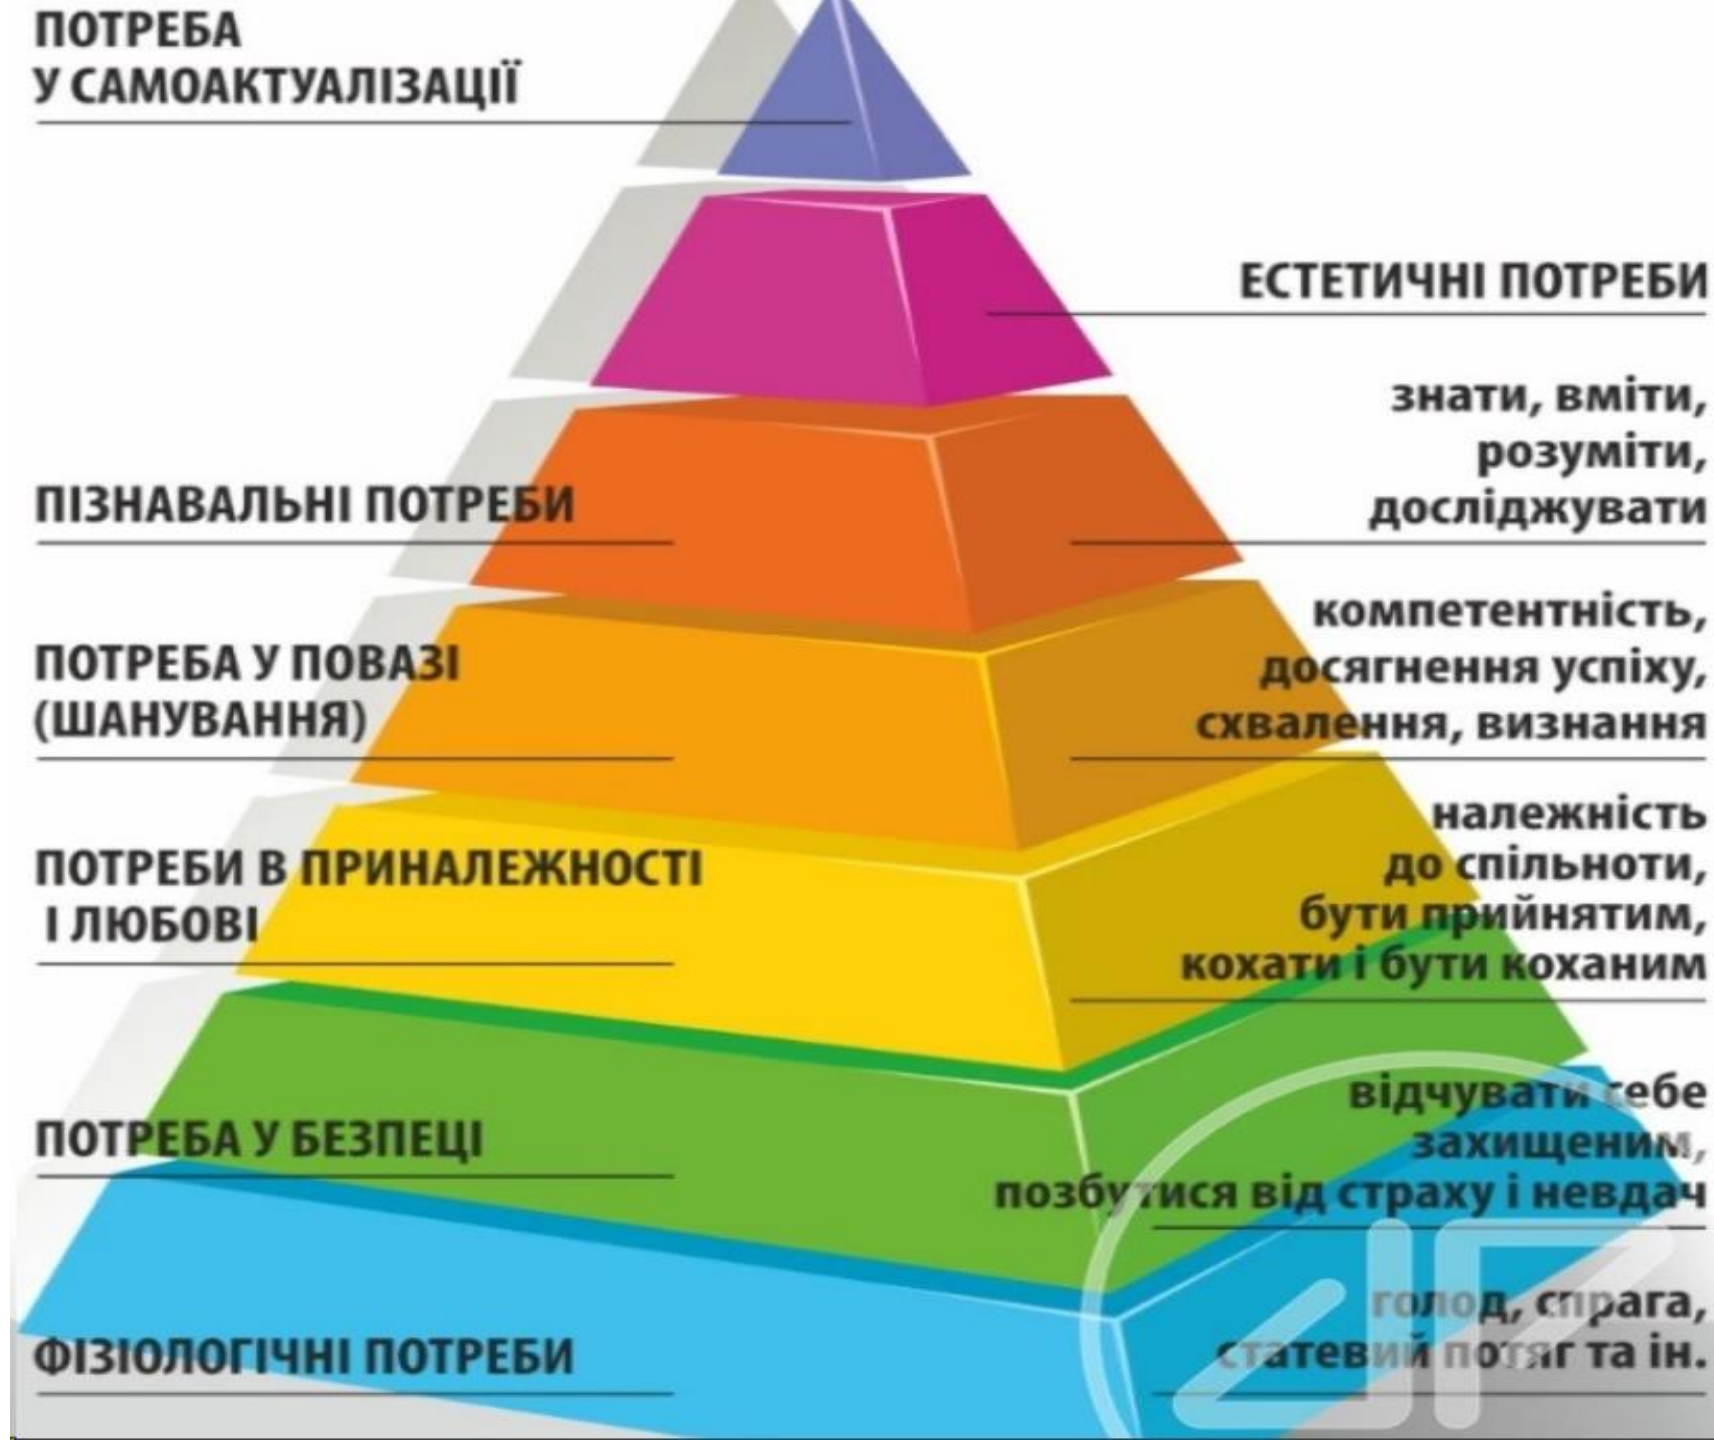 ПОТРЕБА
У САМОАКТУАЛІЗАЦІЇ
ЕСТЕТИЧНІ ПОТРЕБИ
знати, вміти,
розуміти,
досліджувати
ПІЗНАВАЛЬНІ ПОТРЕБИ
компетентність,
досягнення успіху,
схвалення, визнання
ПОТРЕБА У ПОВАЗІ
(ШАНУВАННЯ)
належність
до спільноти,
бути прийнятим,
кохати і бути коханим
ПОТРЕБИ В ПРИНАЛЕЖНОСТІ
І ЛЮБОВІ
відчувати себе
захищеним,
позбутися від страху і невдач
ПОТРЕБА У БЕЗПЕЦІ
голод, спрага,
статевий потяг та ін.
ФІЗІОЛОГІЧНІ ПОТРЕБИ